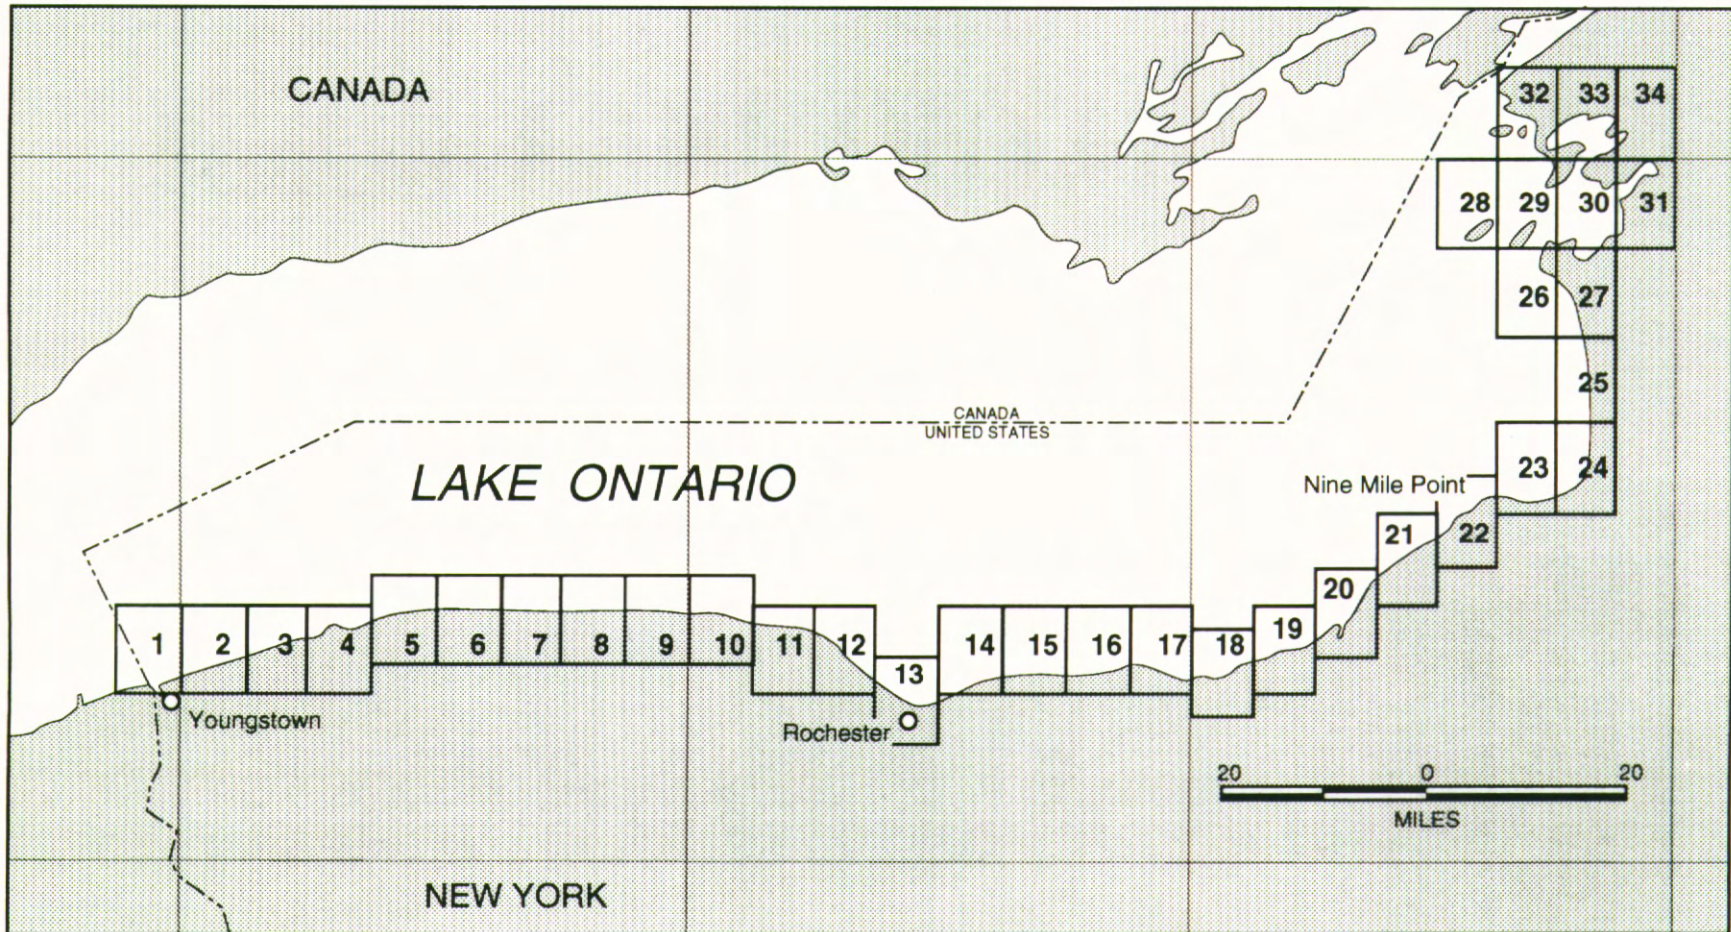 CANADA
32 33 34
28 29 30 31
26 27
25
CANADA
UNITED STATES
LAKE ONTARIO
23 24
Nine Mile Point
21 22
20
19
1 2 3 4 5 6 7 8 9 10 11 12 13 14 15 16 17 18
Youngstown
Rochester
20 0 20
MILES
NEW YORK